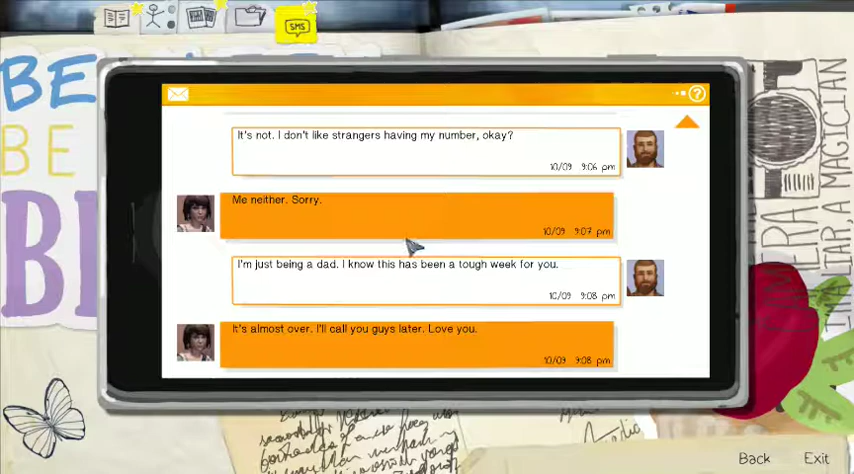 SMS
BE
BE
B
?
It's not. I don't like strangers having my number, okay?
10/09 9:06 pm
Me neither. Sorry.
10/09 9:07 pm
I'm just being a dad. I know this has been a tough week for you.
10/09 9:08 pm
It's almost over. I'll call you guys later. Love you.
10/09 9:08 pm
Back
Exit